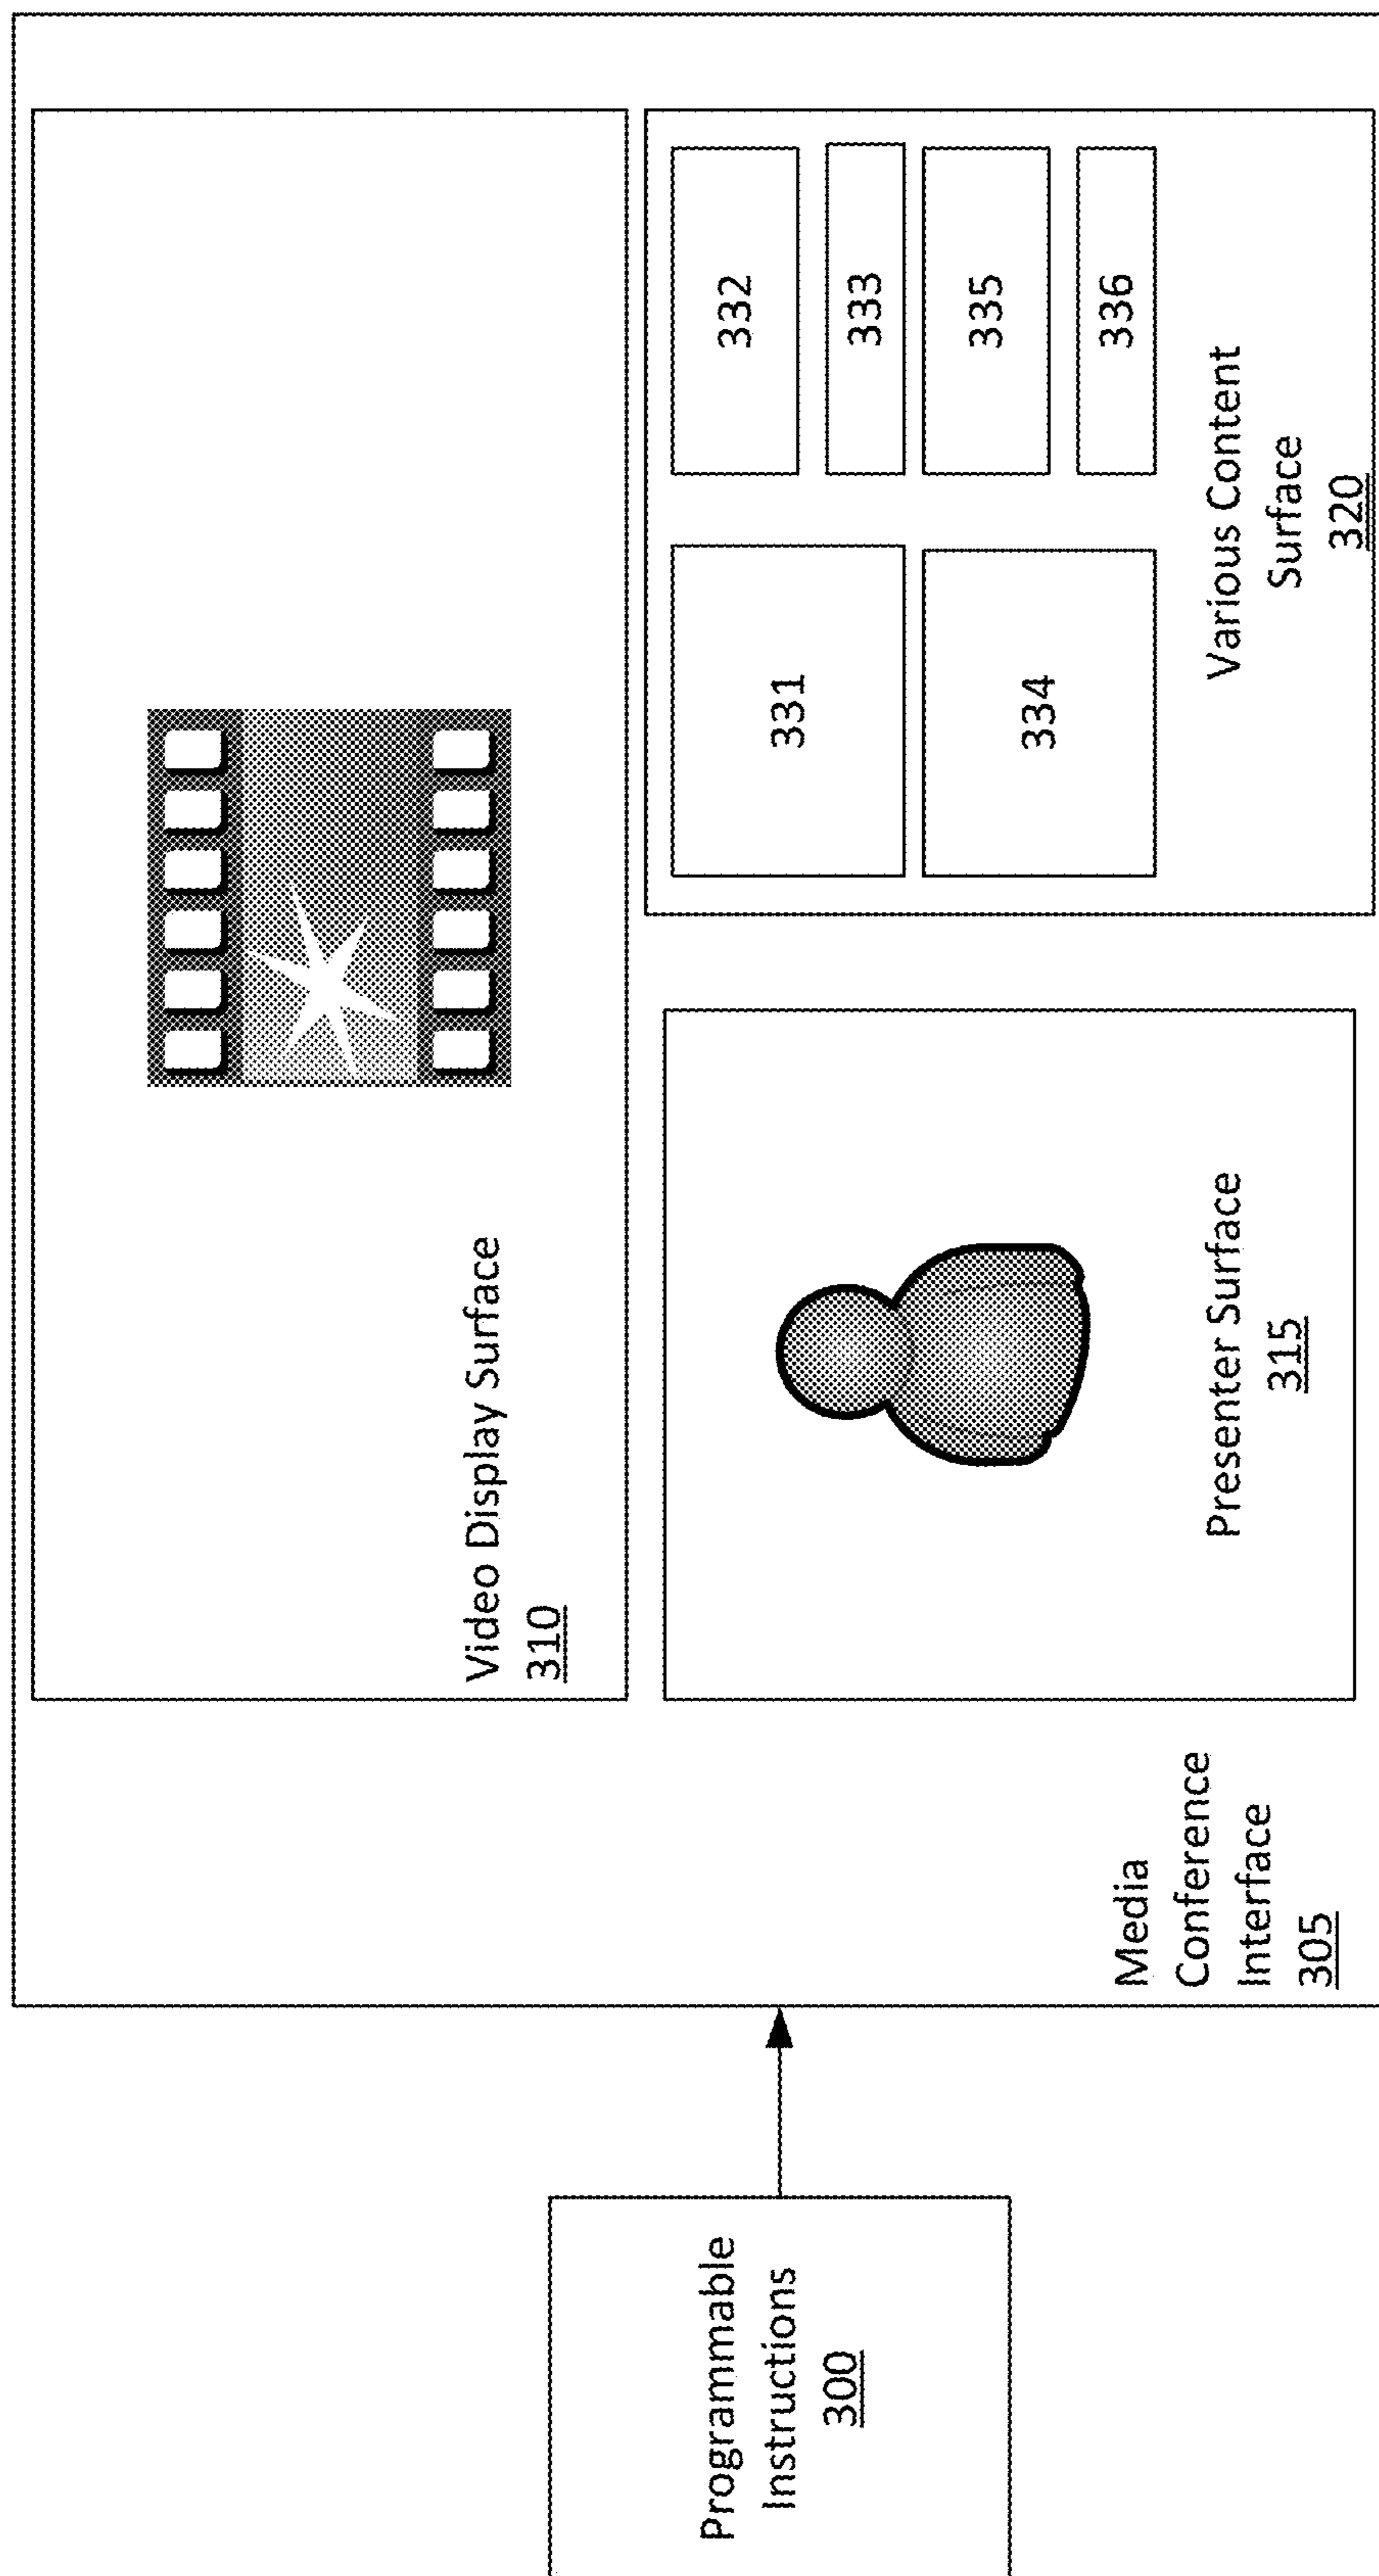 Programmable
Instructions
300
Media
Conference
Interface
305
Video Display Surface
310
Presenter Surface
315
331
332
333
334
335
336
Various Content
Surface
320